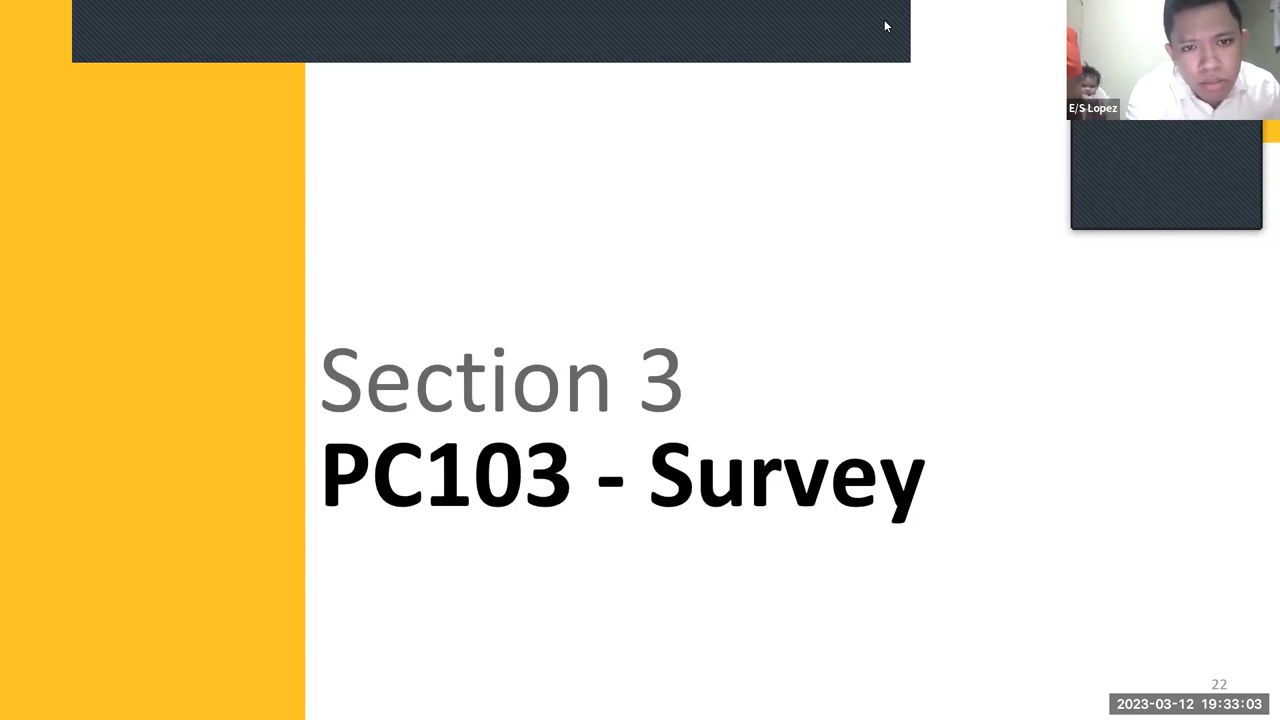 E/S Lopez
Section 3
PC103 - Survey
22
2023-03-12 19:33:03